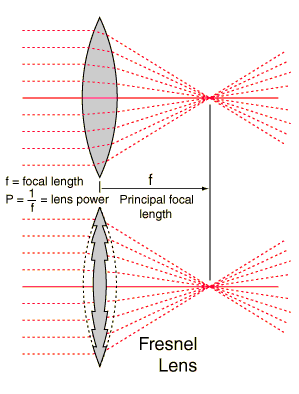 f
f = focal length
P = 1/f = lens power
Principal focal
length
Fresnel
Lens